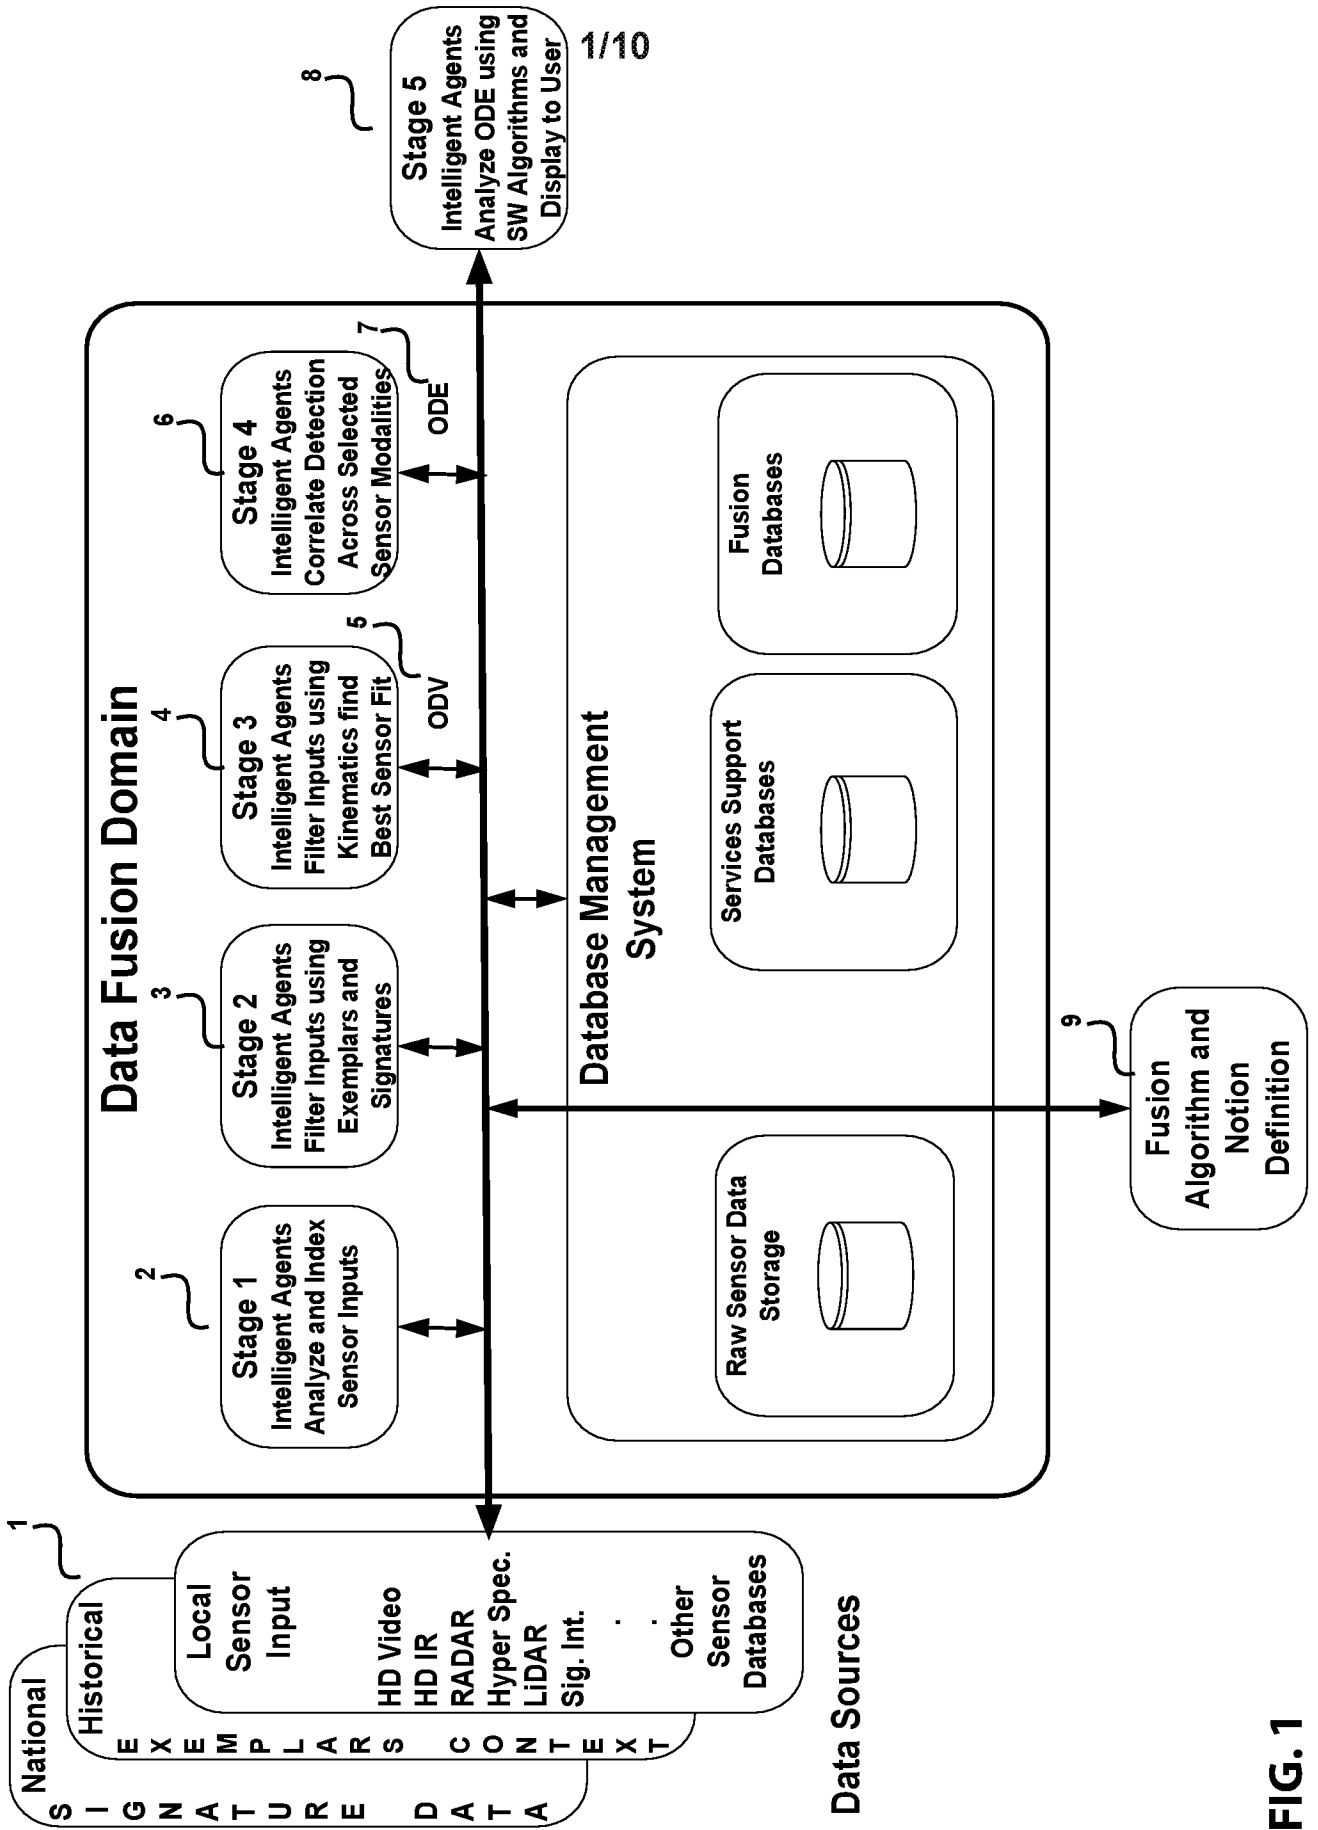 1/10
Data Fusion Domain
National
SIGNATURE DATA
Historical
EXEMPLARS CONTEXT
1
Local
Sensor
Input
HD Video
HD IR
RADAR
Hyper Spec.
LiDAR
Sig. Int.
.
.
Other
Sensor
Databases
Data Sources
2
Stage 1
Intelligent Agents
Analyze and Index
Sensor Inputs
3
Stage 2
Intelligent Agents
Filter Inputs using
Exemplars and
Signatures
4
Stage 3
Intelligent Agents
Filter Inputs using
Kinematics find
Best Sensor Fit
5
ODV
6
Stage 4
Intelligent Agents
Correlate Detection
Across Selected
Sensor Modalities
7
ODE
8
Stage 5
Intelligent Agents
Analyze ODE using
SW Algorithms and
Display to User
Database Management
System
Raw Sensor Data
Storage
Services Support
Databases
Fusion
Databases
9
Fusion
Algorithm and
Notion
Definition
FIG. 1